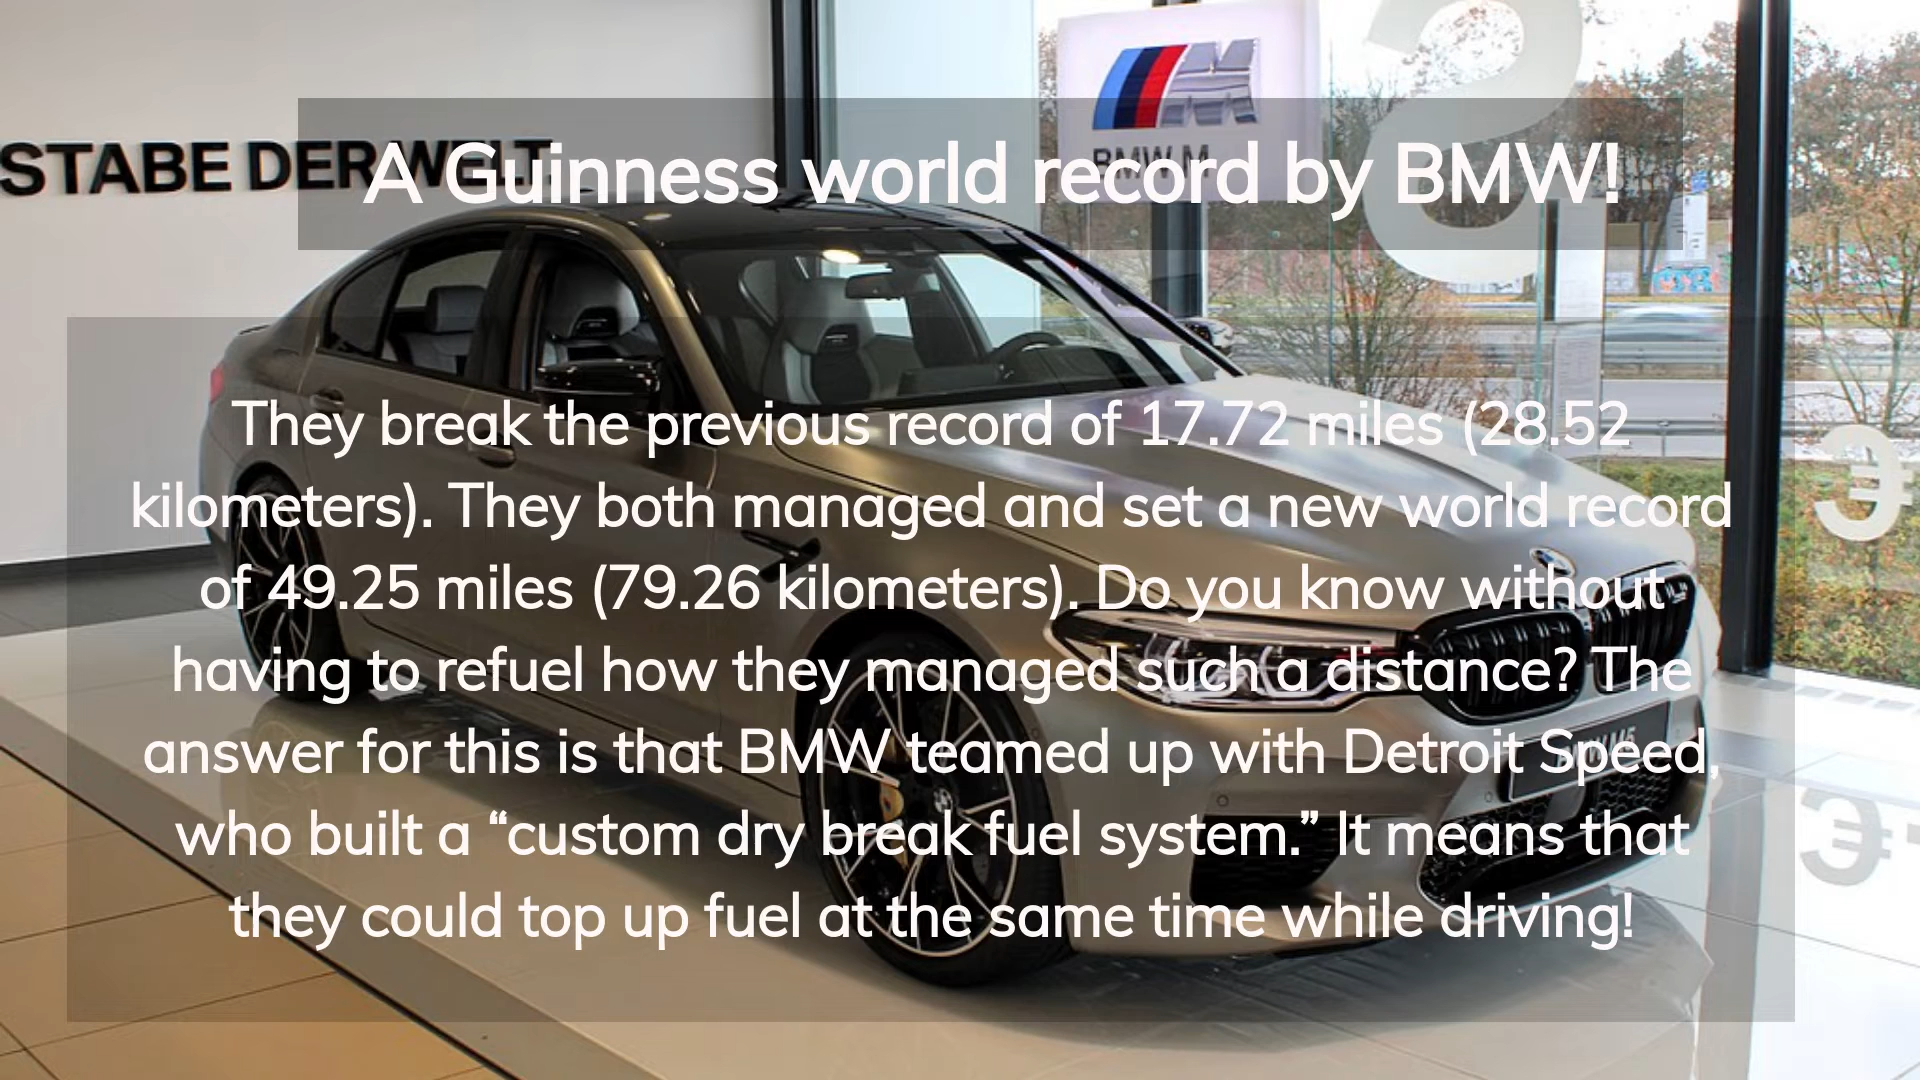 STABE DER WELT.
BMW M
A Guinness world record by BMW!
They break the previous record of 17.72 miles (28.52
kilometers). They both managed and set a new world record
of 49.25 miles (79.26 kilometers). Do you know without
having to refuel how they managed such a distance? The
answer for this is that BMW teamed up with Detroit Speed,
who built a “custom dry break fuel system.” It means that
they could top up fuel at the same time while driving!